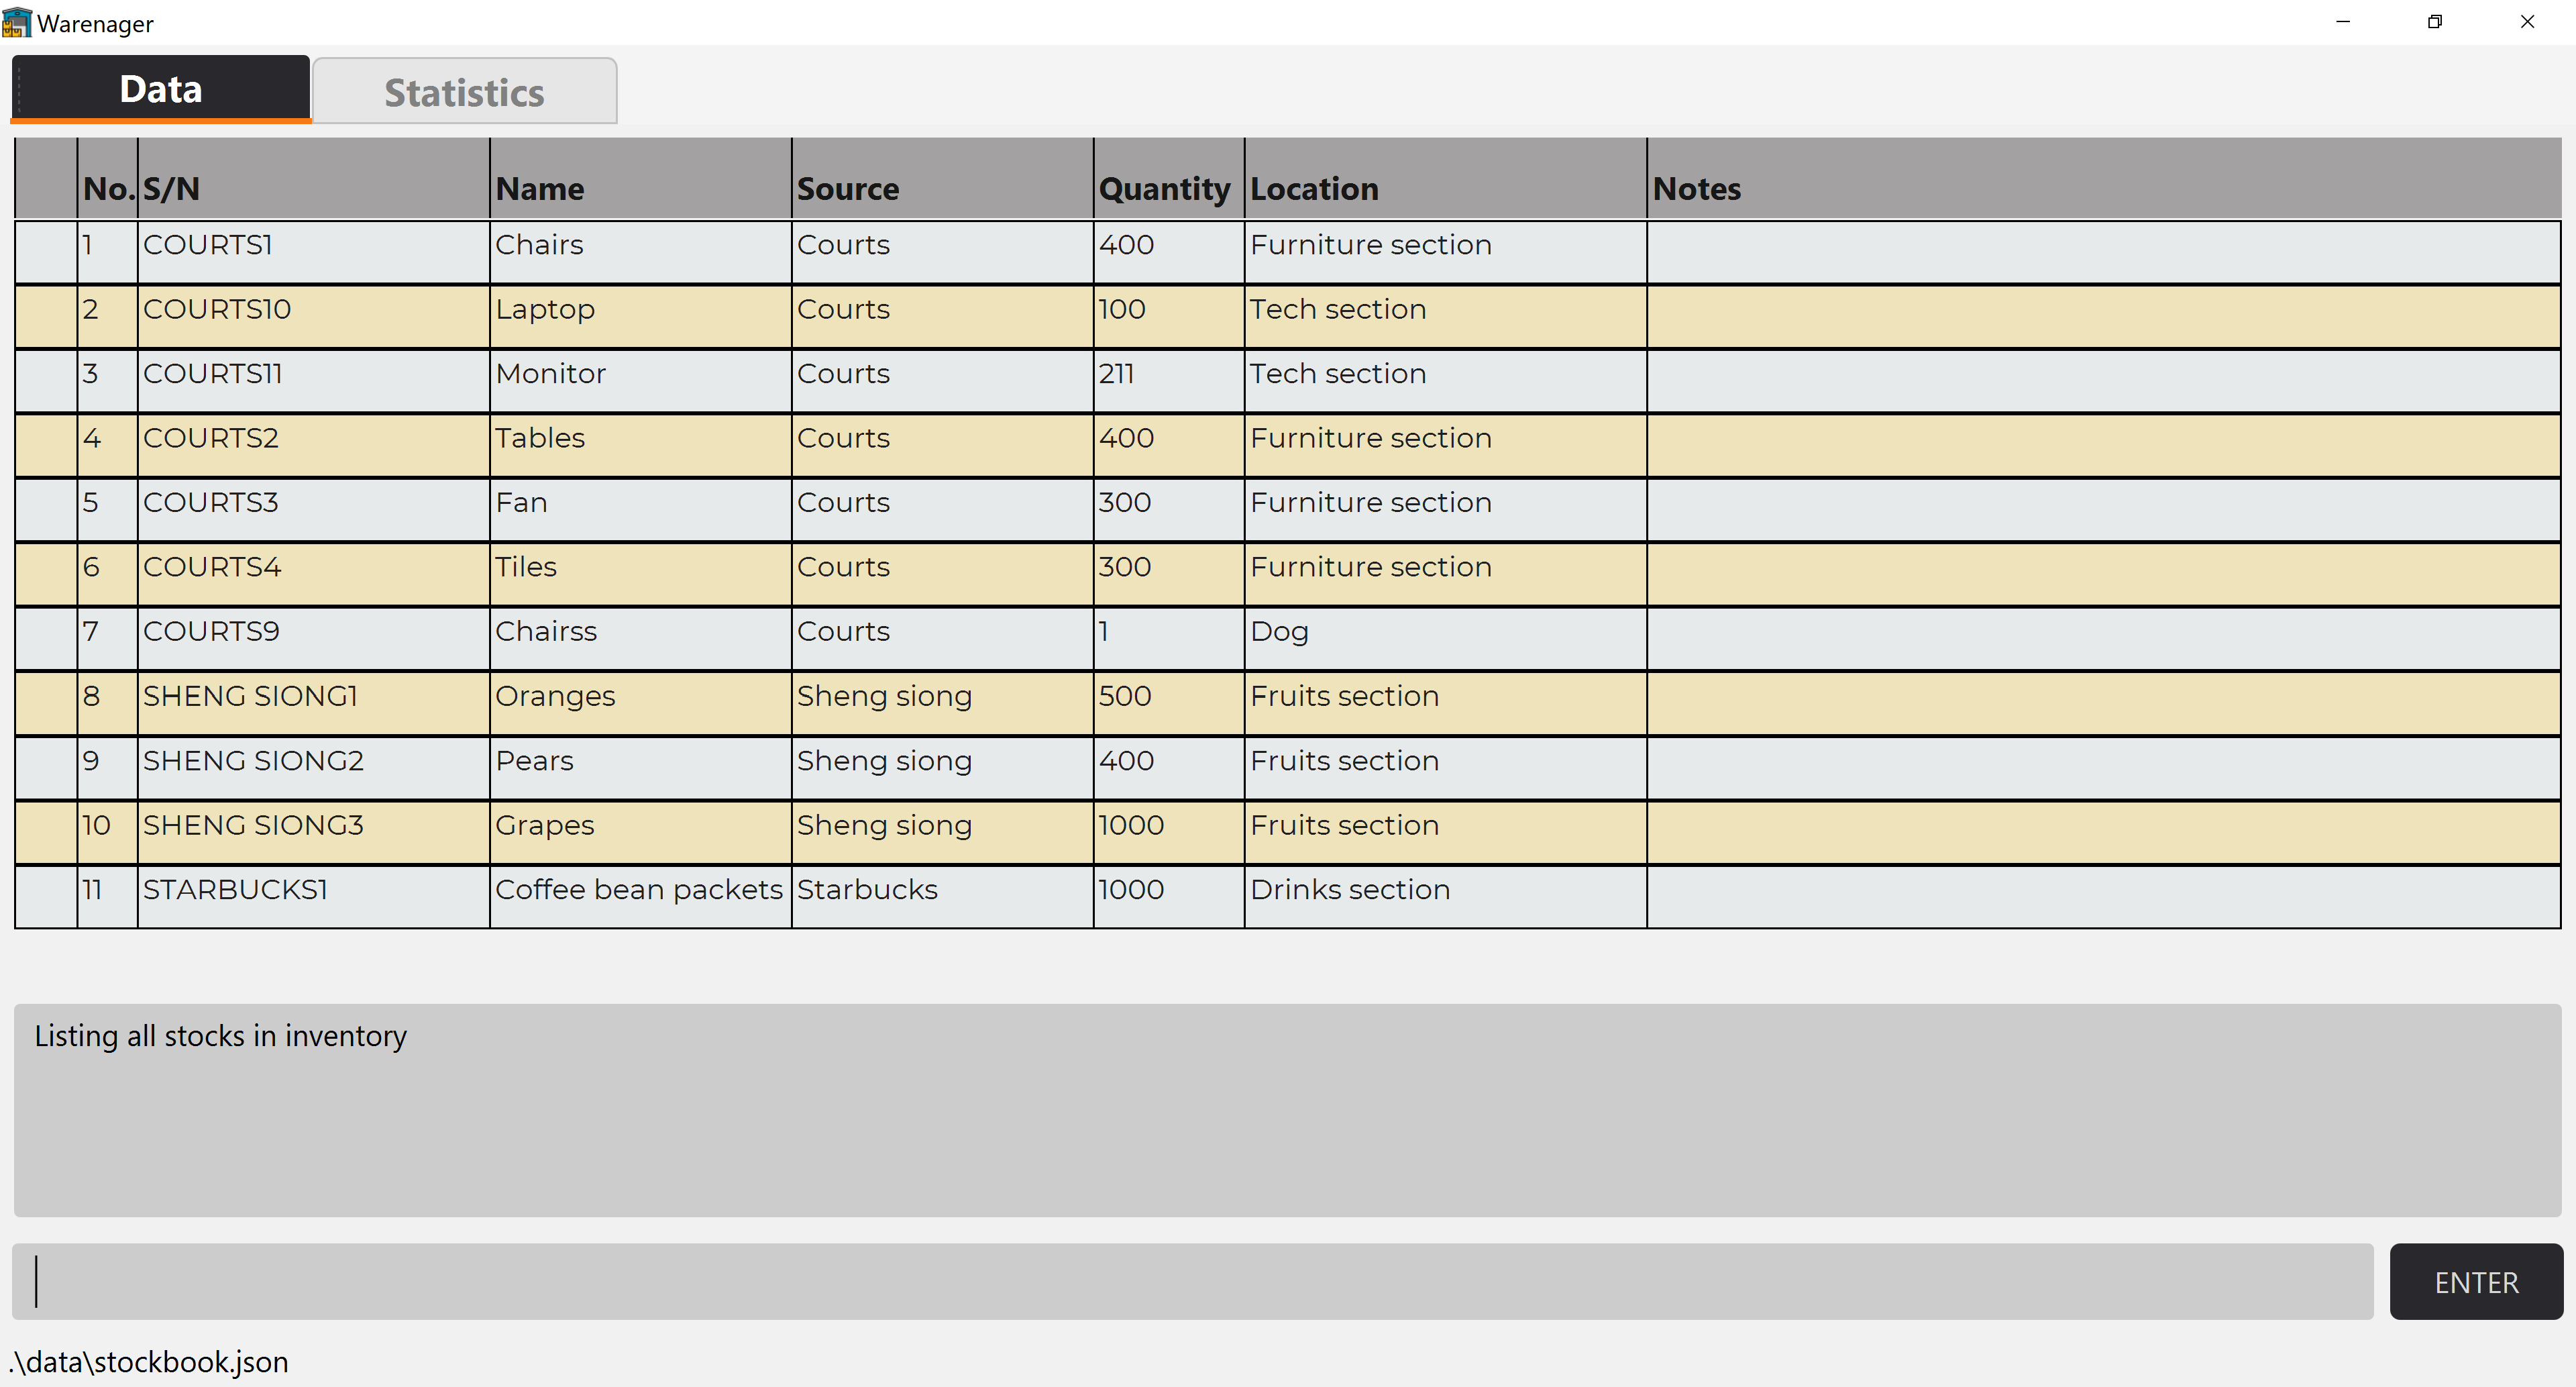 Warenager
Data Statistics
No. S/N Name Source Quantity Location Notes
1 COURTS1 Chairs Courts 400 Furniture section
2 COURTS10 Laptop Courts 100 Tech section
3 COURTS11 Monitor Courts 211 Tech section
4 COURTS2 Tables Courts 400 Furniture section
5 COURTS3 Fan Courts 300 Furniture section
6 COURTS4 Tiles Courts 300 Furniture section
7 COURTS9 Chairss Courts 1 Dog
8 SHENG SIONG1 Oranges Sheng siong 500 Fruits section
9 SHENG SIONG2 Pears Sheng siong 400 Fruits section
10 SHENG SIONG3 Grapes Sheng siong 1000 Fruits section
11 STARBUCKS1 Coffee bean packets Starbucks 1000 Drinks section
Listing all stocks in inventory
ENTER
.\data\stockbook.json